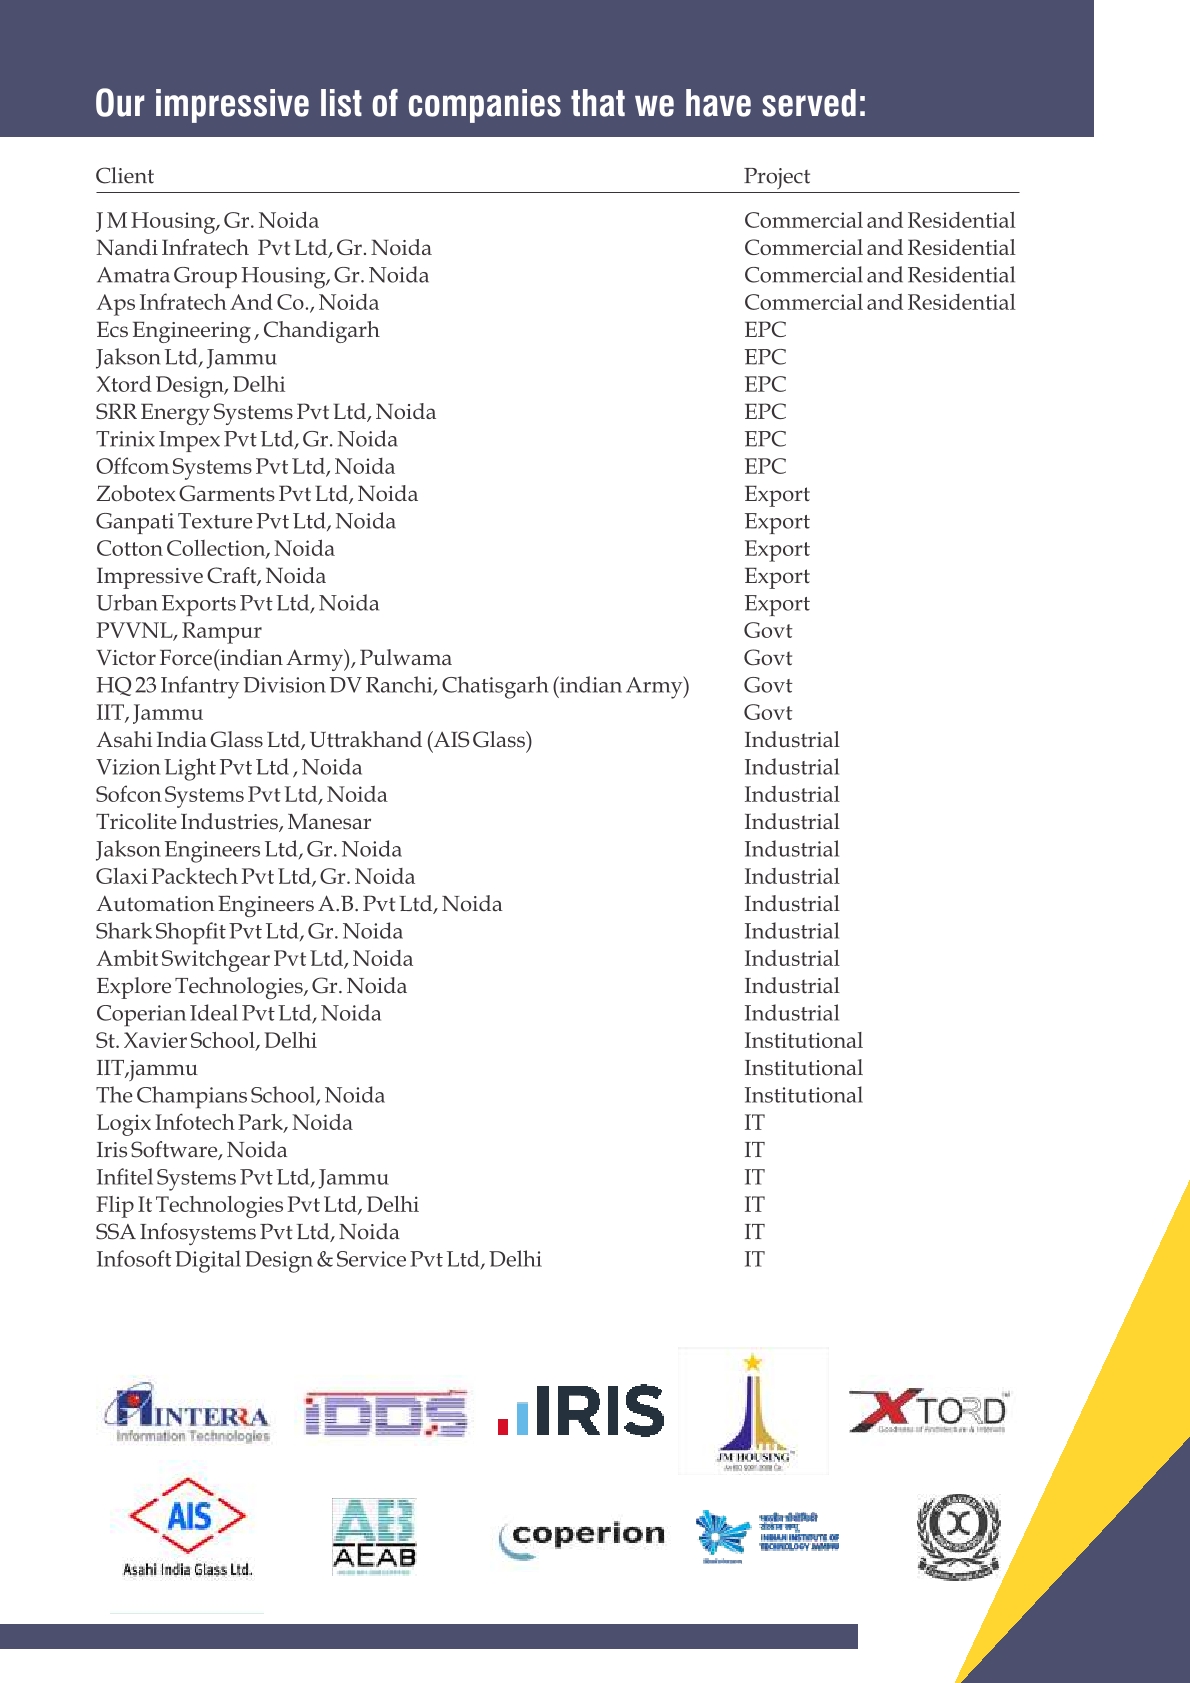 Our impressive list of companies that we have served:
Client Project
J M Housing, Gr. Noida Commercial and Residential
Nandi Infratech Pvt Ltd, Gr. Noida Commercial and Residential
Amatra Group Housing, Gr. Noida Commercial and Residential
Aps Infratech And Co., Noida Commercial and Residential
Ecs Engineering , Chandigarh EPC
Jakson Ltd, Jammu EPC
Xtord Design, Delhi EPC
SRR Energy Systems Pvt Ltd, Noida EPC
Trinix Impex Pvt Ltd, Gr. Noida EPC
Offcom Systems Pvt Ltd, Noida EPC
Zobotex Garments Pvt Ltd, Noida Export
Ganpati Texture Pvt Ltd, Noida Export
Cotton Collection, Noida Export
Impressive Craft, Noida Export
Urban Exports Pvt Ltd, Noida Export
PVVNL, Rampur Govt
Victor Force(indian Army), Pulwama Govt
HQ 23 Infantry Division DV Ranchi, Chatisgarh (indian Army) Govt
IIT, Jammu Govt
Asahi India Glass Ltd, Uttrakhand (AIS Glass) Industrial
Vizion Light Pvt Ltd , Noida Industrial
Sofcon Systems Pvt Ltd, Noida Industrial
Tricolite Industries, Manesar Industrial
Jakson Engineers Ltd, Gr. Noida Industrial
Glaxi Packtech Pvt Ltd, Gr. Noida Industrial
Automation Engineers A.B. Pvt Ltd, Noida Industrial
Shark Shopfit Pvt Ltd, Gr. Noida Industrial
Ambit Switchgear Pvt Ltd, Noida Industrial
Explore Technologies, Gr. Noida Industrial
Coperian Ideal Pvt Ltd, Noida Industrial
St. Xavier School, Delhi Institutional
IIT,jammu Institutional
The Champians School, Noida Institutional
Logix Infotech Park, Noida IT
Iris Software, Noida IT
Infitel Systems Pvt Ltd, Jammu IT
Flip It Technologies Pvt Ltd, Delhi IT
SSA Infosystems Pvt Ltd, Noida IT
Infosoft Digital Design & Service Pvt Ltd, Delhi IT
INTERRA
Information Technologies
iDDS
IRIS
JM HOUSING
XTORD™
Goodness of Architecture & Interiors
AIS
Asahi India Glass Ltd.
AEB
AEAB
coperion
भारतीय प्रौद्योगिकी
संस्थान जम्मू
INDIAN INSTITUTE OF
TECHNOLOGY JAMMU